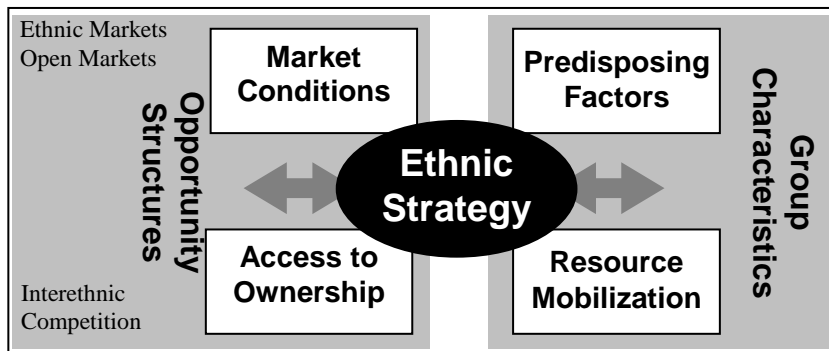 Ethnic Markets
Open Markets
Market
Conditions
Opportunity
Structures
Access to
Ownership
Interethnic
Competition
Ethnic
Strategy
Predisposing
Factors
Group
Characteristics
Resource
Mobilization